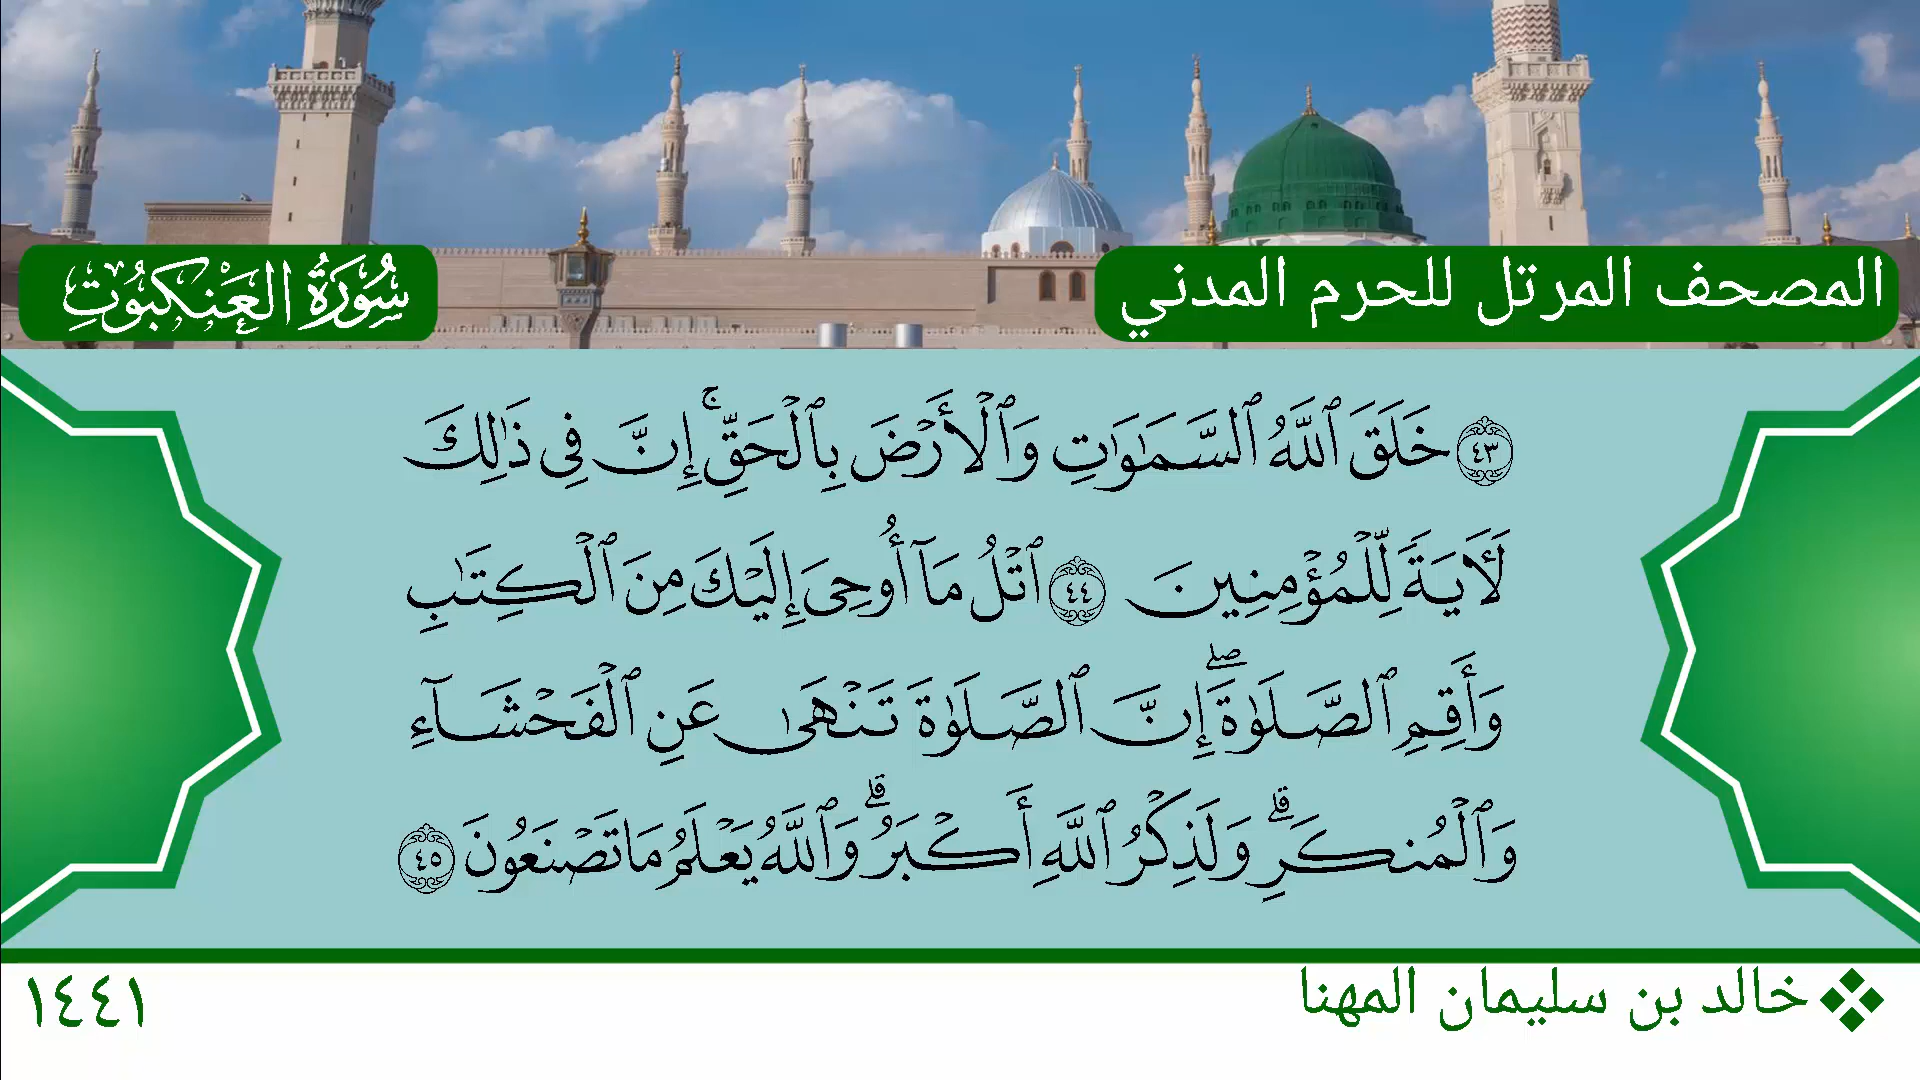 المصحف المرتل للحرم المدني
سُورَةُ العَنكَبُوتِ
٤٣ خَلَقَ ٱللَّهُ ٱلسَّمَٰوَٰتِ وَٱلْأَرْضَ بِٱلْحَقِّ ۚ إِنَّ فِى ذَٰلِكَ
لَءَايَةً لِّلْمُؤْمِنِينَ ٤٤ ٱتْلُ مَآ أُوحِىَ إِلَيْكَ مِنَ ٱلْكِتَٰبِ
وَأَقِمِ ٱلصَّلَوٰةَ ۖ إِنَّ ٱلصَّلَوٰةَ تَنْهَىٰ عَنِ ٱلْفَحْشَآءِ
وَٱلْمُنكَرِ ۗ وَلَذِكْرُ ٱللَّهِ أَكْبَرُ ۗ وَٱللَّهُ يَعْلَمُ مَا تَصْنَعُونَ ٤٥
خالد بن سليمان المهنا
١٤٤١